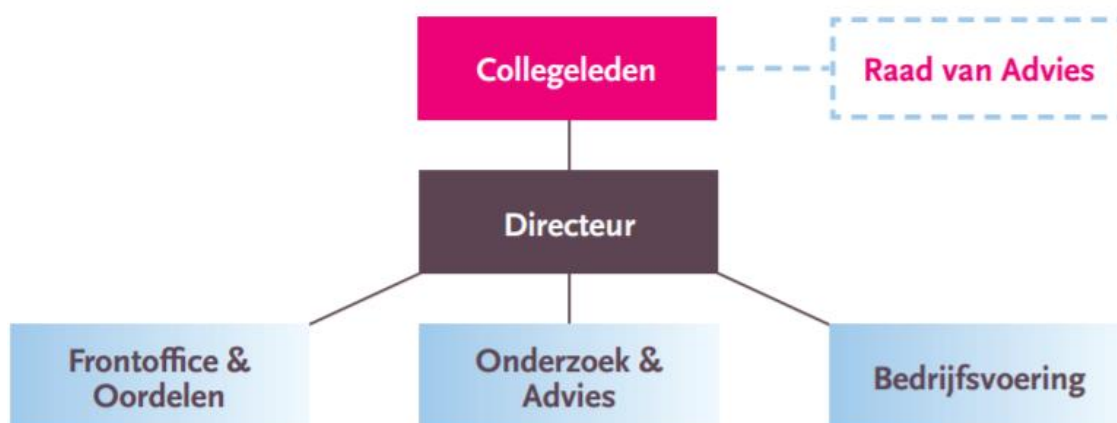 Collegeleden
Raad van Advies
Directeur
Frontoffice &
Oordelen
Onderzoek &
Advies
Bedrijfsvoering